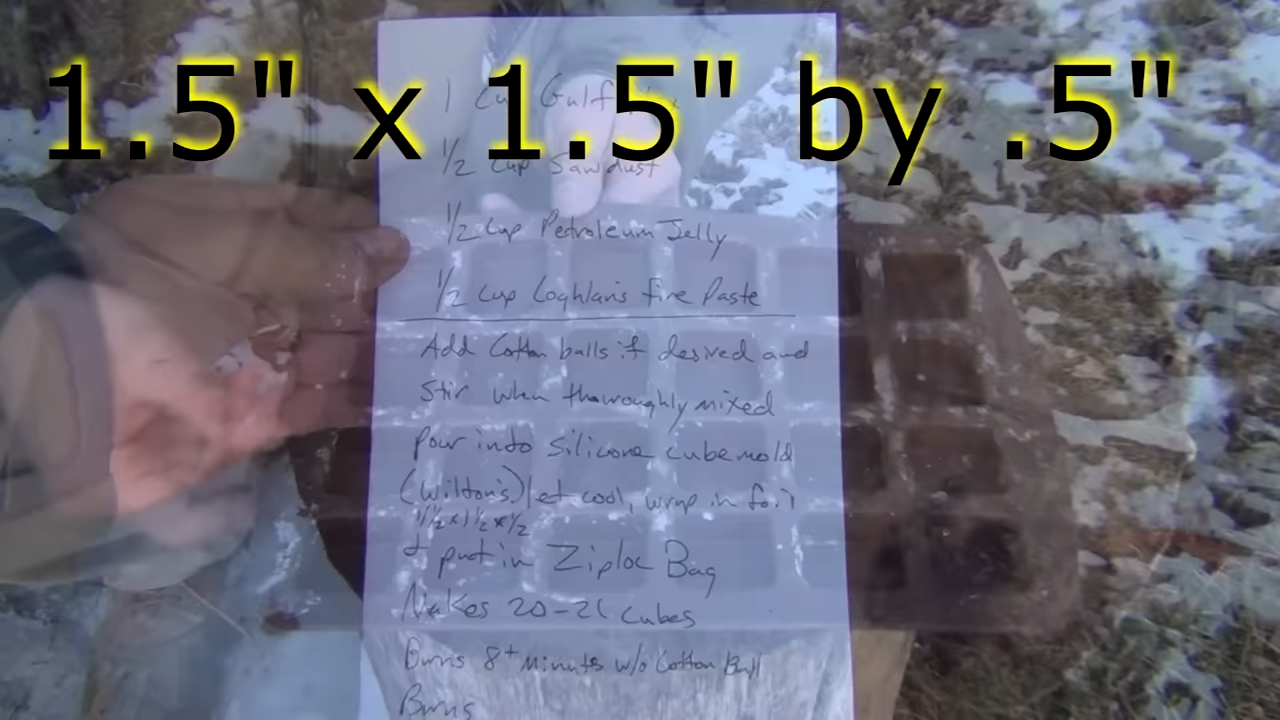 1.5" x 1.5" by .5"
1 Cup Gulf
1/2 cup Sawdust
1/2 cup Petroleum Jelly
1/2 cup Coghlan's Fire Paste
Add Cotton balls if desired and
Stir when thouroughly mixed
pour into silicone cube mold
(Wilton's) let cool, wrap in foil
1 1/2 x 1 1/2 x 1/2
+ put in Ziploc Bag
Makes 20-21 cubes
Burns 8+ minuts w/o Cotton Ball
Burns